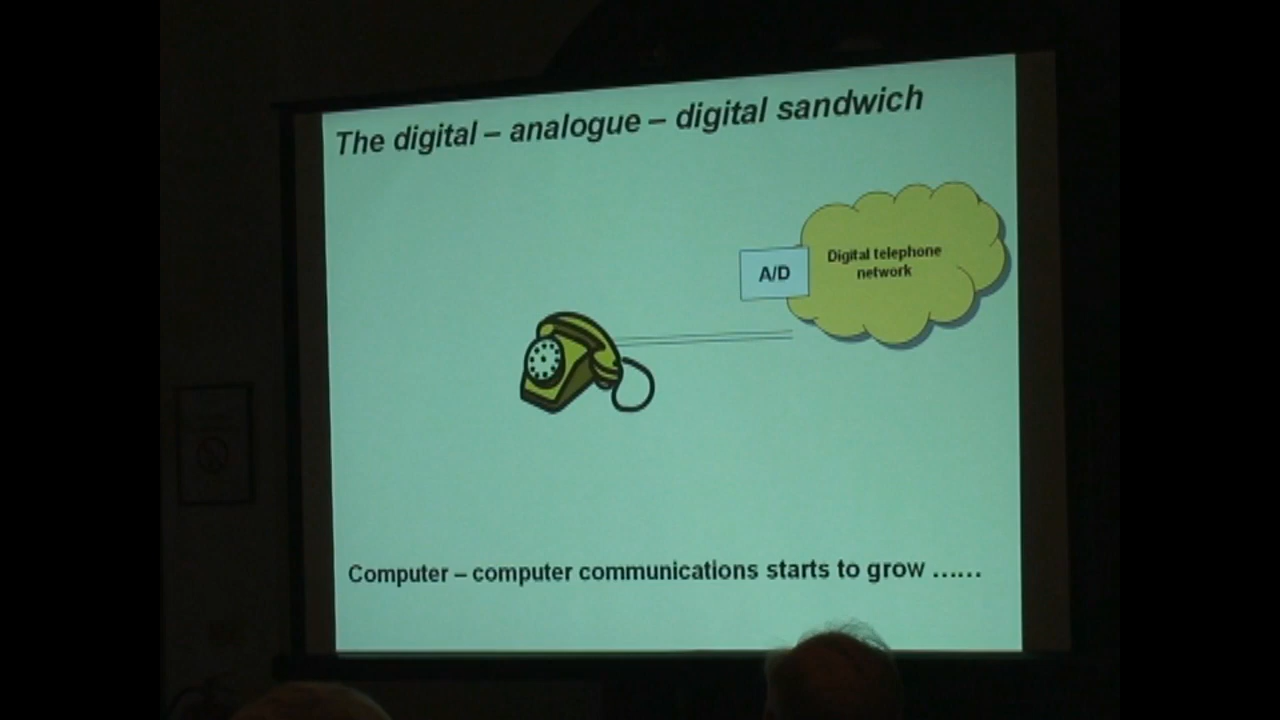 The digital – analogue – digital sandwich
Digital telephone
network
A/D
Computer – computer communications starts to grow ......